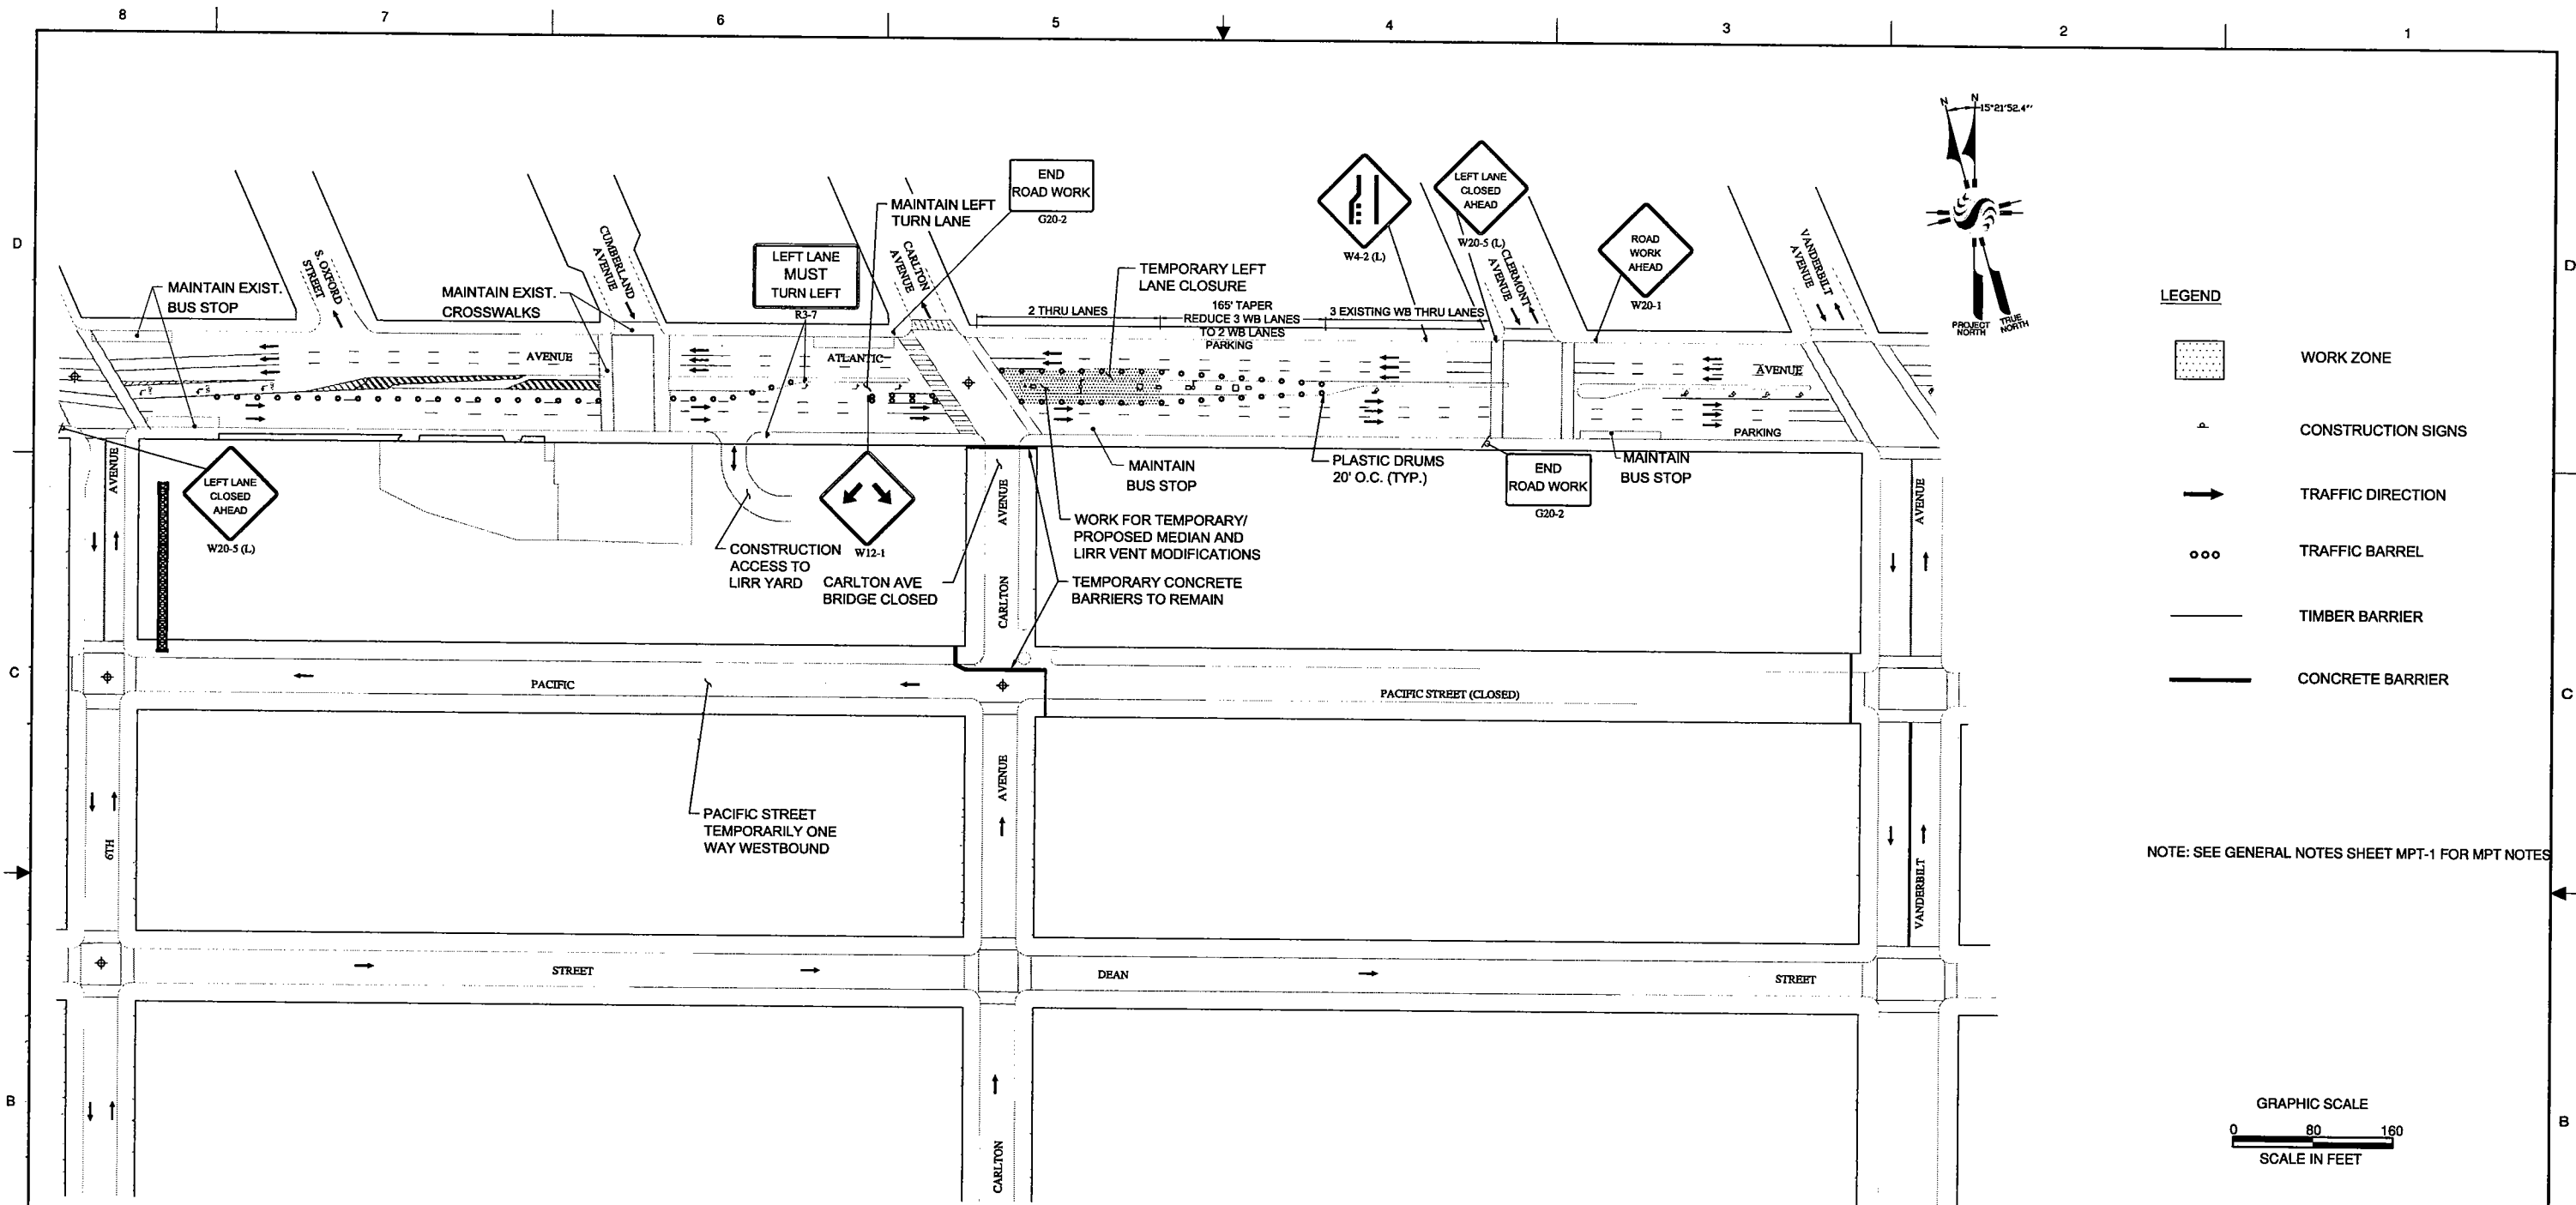 8 7 6 5 4 3 2 1
D
D
C
C
B
B
N N
15°21'52.4"
PROJECT
NORTH
TRUE
NORTH
END
ROAD WORK
G20-2
MAINTAIN LEFT
TURN LANE
LEFT LANE
MUST
TURN LEFT
R3-7
MAINTAIN EXIST.
BUS STOP
S. OXFORD
STREET
MAINTAIN EXIST.
CROSSWALKS
CUMBERLAND
AVENUE
CARLTON
AVENUE
TEMPORARY LEFT
LANE CLOSURE
W4-2 (L)
LEFT LANE
CLOSED
AHEAD
W20-5 (L)
CLERMONT
AVENUE
ROAD
WORK
AHEAD
W20-1
VANDERBILT
AVENUE
2 THRU LANES
165' TAPER
REDUCE 3 WB LANES
TO 2 WB LANES
3 EXISTING WB THRU LANES
PARKING
AVENUE
ATLANTIC
AVENUE
PARKING
LEFT LANE
CLOSED
AHEAD
W20-5 (L)
CONSTRUCTION
ACCESS TO
LIRR YARD
W12-1
CARLTON AVE
BRIDGE CLOSED
MAINTAIN
BUS STOP
WORK FOR TEMPORARY/
PROPOSED MEDIAN AND
LIRR VENT MODIFICATIONS
TEMPORARY CONCRETE
BARRIERS TO REMAIN
PLASTIC DRUMS
20' O.C. (TYP.)
END
ROAD WORK
G20-2
MAINTAIN
BUS STOP
AVENUE
AVENUE
CARLTON
AVENUE
PACIFIC
PACIFIC STREET (CLOSED)
PACIFIC STREET
TEMPORARILY ONE
WAY WESTBOUND
6TH
AVENUE
VANDERBILT
STREET
DEAN
STREET
CARLTON
LEGEND
WORK ZONE
CONSTRUCTION SIGNS
TRAFFIC DIRECTION
TRAFFIC BARREL
TIMBER BARRIER
CONCRETE BARRIER
NOTE: SEE GENERAL NOTES SHEET MPT-1 FOR MPT NOTES
GRAPHIC SCALE
0 80 160
SCALE IN FEET